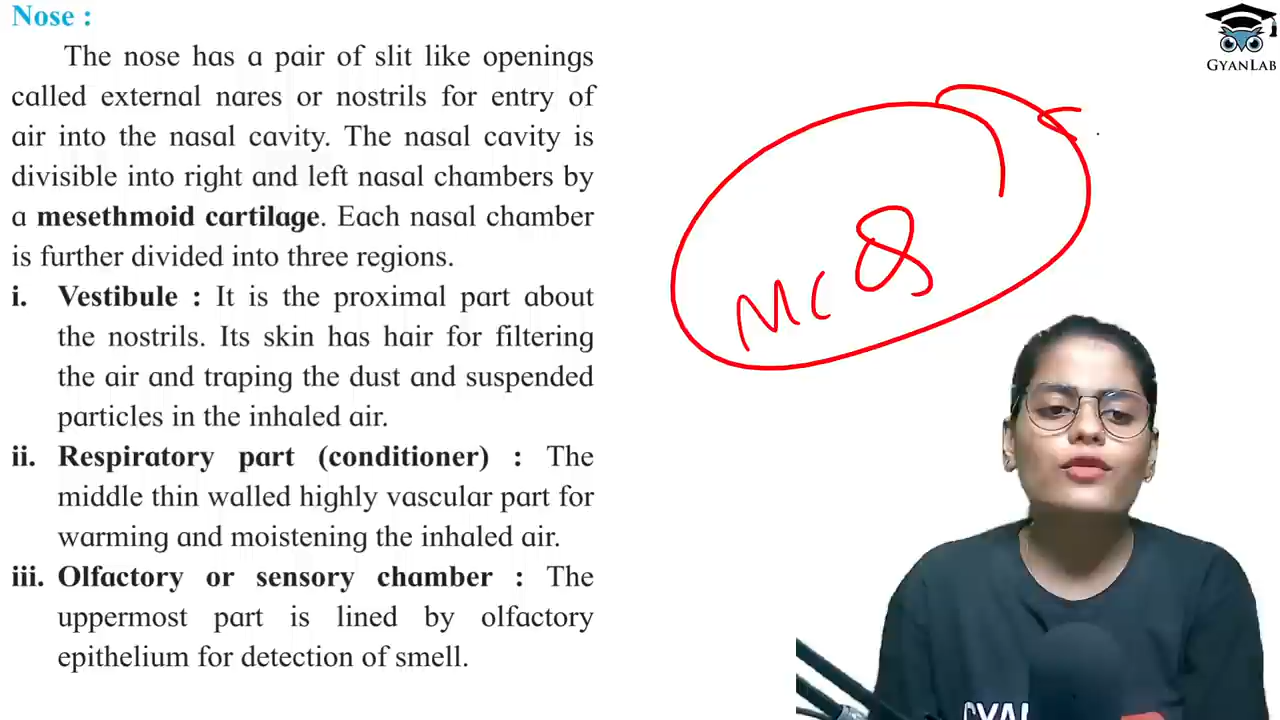 Nose :
The nose has a pair of slit like openings
called external nares or nostrils for entry of
air into the nasal cavity. The nasal cavity is
divisible into right and left nasal chambers by
a mesethmoid cartilage. Each nasal chamber
is further divided into three regions.
i. Vestibule : It is the proximal part about
the nostrils. Its skin has hair for filtering
the air and traping the dust and suspended
particles in the inhaled air.
ii. Respiratory part (conditioner) : The
middle thin walled highly vascular part for
warming and moistening the inhaled air.
iii. Olfactory or sensory chamber : The
uppermost part is lined by olfactory
epithelium for detection of smell.
MCQ
GYANLAB